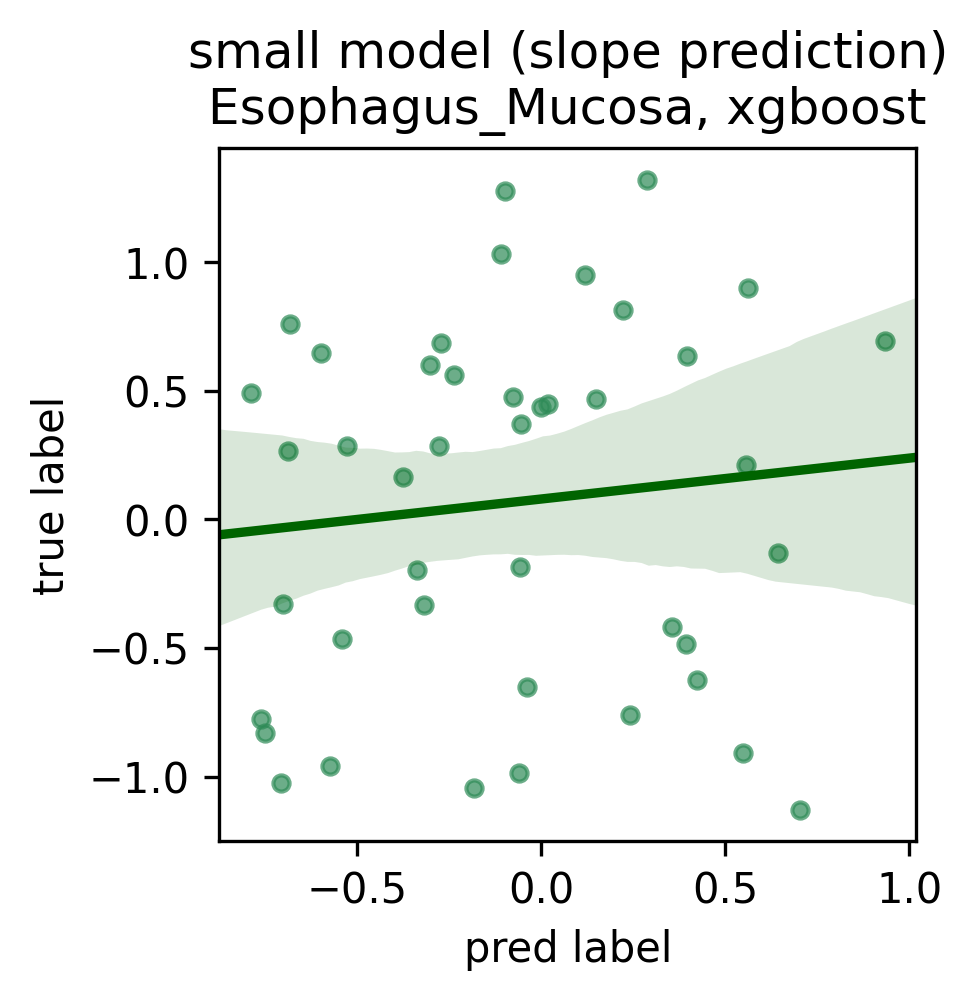 small model (slope prediction)
Esophagus_Mucosa, xgboost
1.0
0.5
0.0
−0.5
−1.0
true label
−0.5
0.0
0.5
1.0
pred label